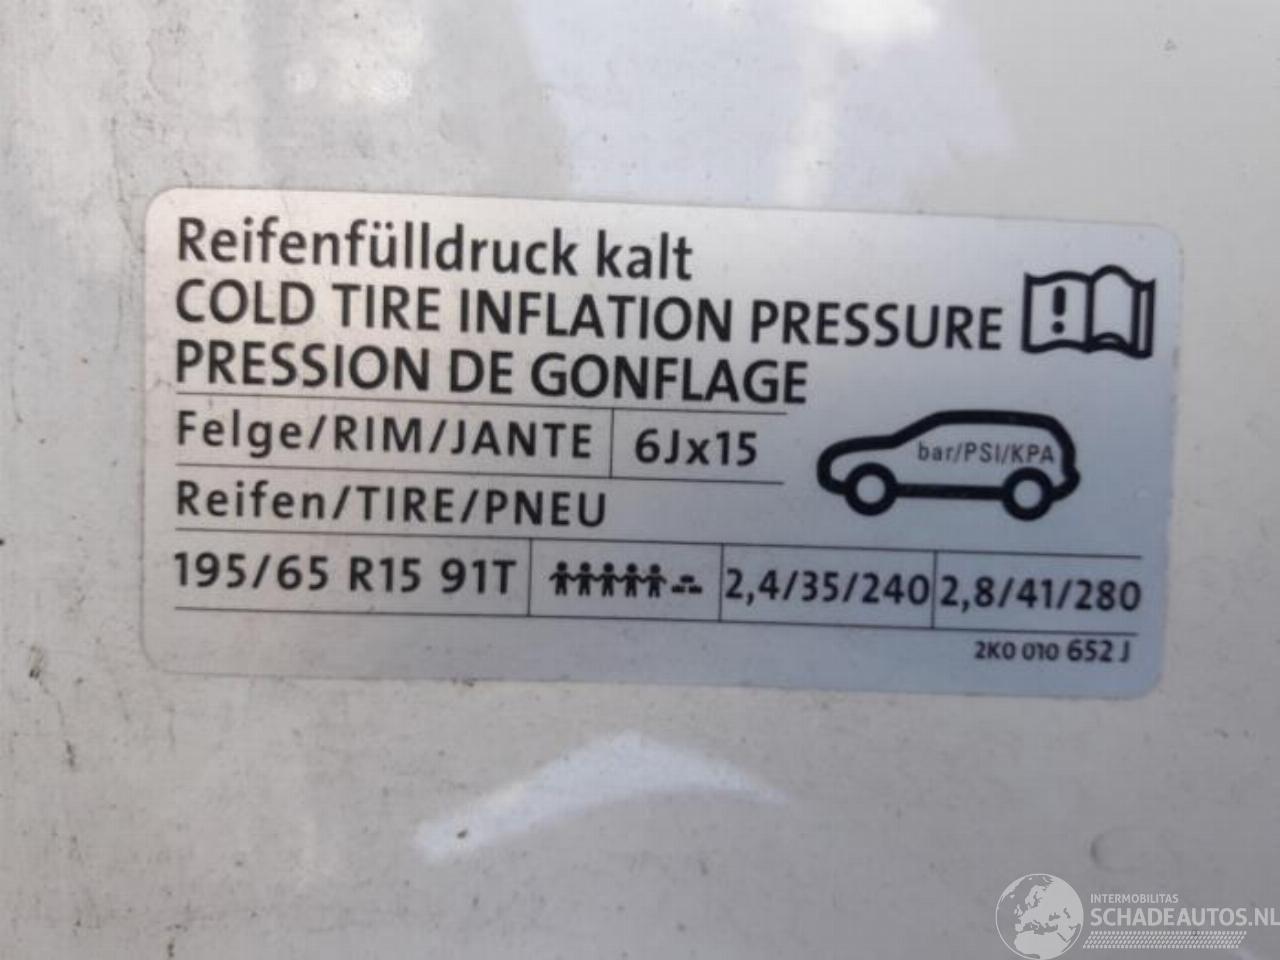 Reifenfülldruck kalt
COLD TIRE INFLATION PRESSURE
PRESSION DE GONFLAGE
Felge/RIM/JANTE 6Jx15
bar/PSI/KPA
Reifen/TIRE/PNEU
195/65 R15 91T 2,4/35/240 2,8/41/280
2K0 010 652 J
INTERMOBILITAS
SCHADEAUTOS.NL